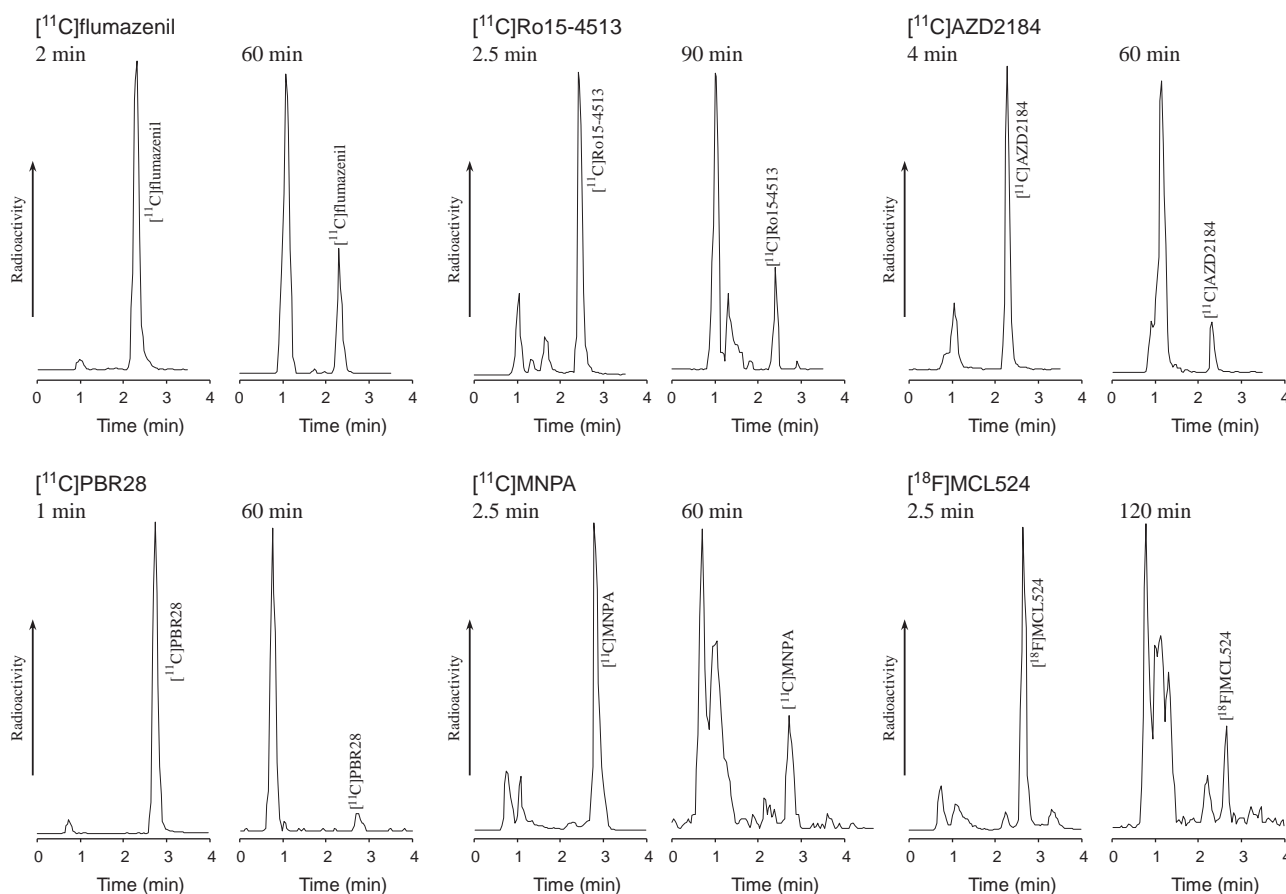 [¹¹C]flumazenil
2 min
60 min
[¹¹C]flumazenil
[¹¹C]flumazenil
Radioactivity
0 1 2 3 4
0 1 2 3 4
Time (min)
Time (min)
[¹¹C]Ro15-4513
2.5 min
90 min
[¹¹C]Ro15-4513
[¹¹C]Ro15-4513
Radioactivity
0 1 2 3 4
0 1 2 3 4
Time (min)
Time (min)
[¹¹C]AZD2184
4 min
60 min
[¹¹C]AZD2184
[¹¹C]AZD2184
Radioactivity
0 1 2 3 4
0 1 2 3 4
Time (min)
Time (min)
[¹¹C]PBR28
1 min
60 min
[¹¹C]PBR28
[¹¹C]PBR28
Radioactivity
0 1 2 3 4
0 1 2 3 4
Time (min)
Time (min)
[¹¹C]MNPA
2.5 min
60 min
[¹¹C]MNPA
[¹¹C]MNPA
Radioactivity
0 1 2 3 4
0 1 2 3 4
Time (min)
Time (min)
[¹⁸F]MCL524
2.5 min
120 min
[¹⁸F]MCL524
[¹⁸F]MCL524
Radioactivity
0 1 2 3 4
0 1 2 3 4
Time (min)
Time (min)